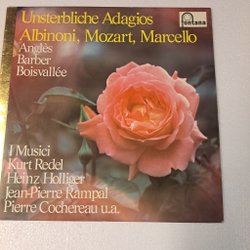 Unsterbliche Adagios
fontana
Albinoni, Mozart, Marcello
Anglès
Barber
Boisvallée
I Musici
Kurt Redel
Heinz Holliger
Jean-Pierre Rampal
Pierre Cochereau u.a.